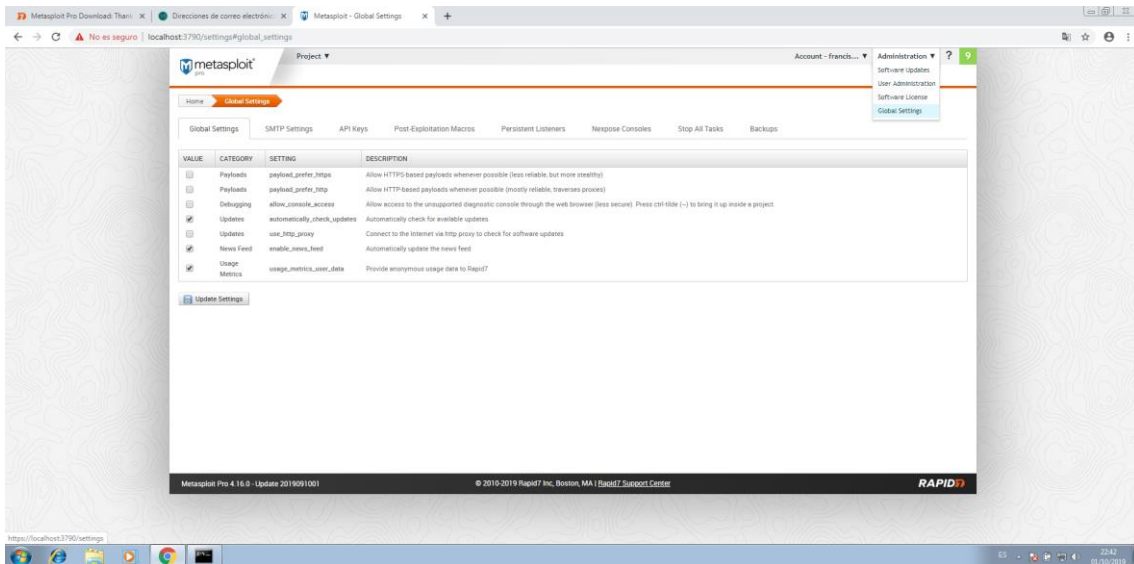 Metasploit Pro Download: Than
Direcciones de correo electrónic
Metasploit - Global Settings
No es seguro | localhost:3790/settings#global_settings
metasploit
pro
Project
Account - francis...
Administration
?
9
Software Updates
User Administration
Software License
Global Settings
Home
Global Settings
Global Settings SMTP Settings API Keys Post-Exploitation Macros Persistent Listeners Nexpose Consoles Stop All Tasks Backups
VALUE CATEGORY SETTING DESCRIPTION
Payloads payload_prefer_https Allow HTTPS-based payloads whenever possible (less reliable, but more stealthy)
Payloads payload_prefer_http Allow HTTP-based payloads whenever possible (mostly reliable, traverses proxies)
Debugging allow_console_access Allow access to the unsupported diagnostic console through the web browser (less secure). Press ctrl-tilde (~) to bring it up inside a project
Updates automatically_check_updates Automatically check for available updates
Updates use_http_proxy Connect to the Internet via http proxy to check for software updates
News Feed enable_news_feed Automatically update the news feed
Usage Metrics usage_metrics_user_data Provide anonymous usage data to Rapid7
Update Settings
Metasploit Pro 4.16.0 - Update 2019091001
© 2010-2019 Rapid7 Inc, Boston, MA | Rapid7 Support Center
RAPID7
https://localhost:3790/settings
ES
22:42
01/10/2019